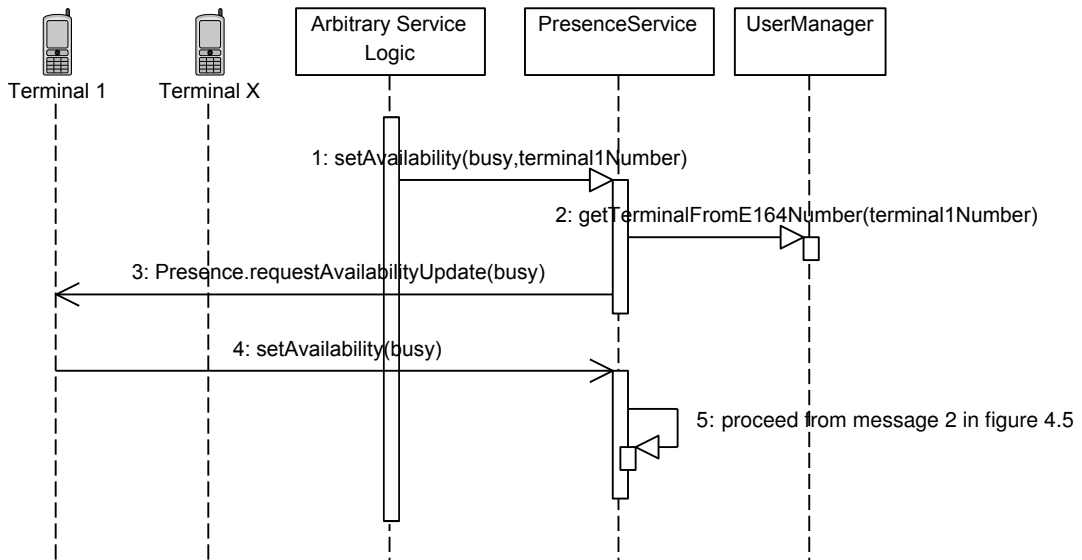 Terminal 1
Terminal X
Arbitrary Service
Logic
PresenceService
UserManager
1: setAvailability(busy,terminal1Number)
2: getTerminalFromE164Number(terminal1Number)
3: Presence.requestAvailabilityUpdate(busy)
4: setAvailability(busy)
5: proceed from message 2 in figure 4.5